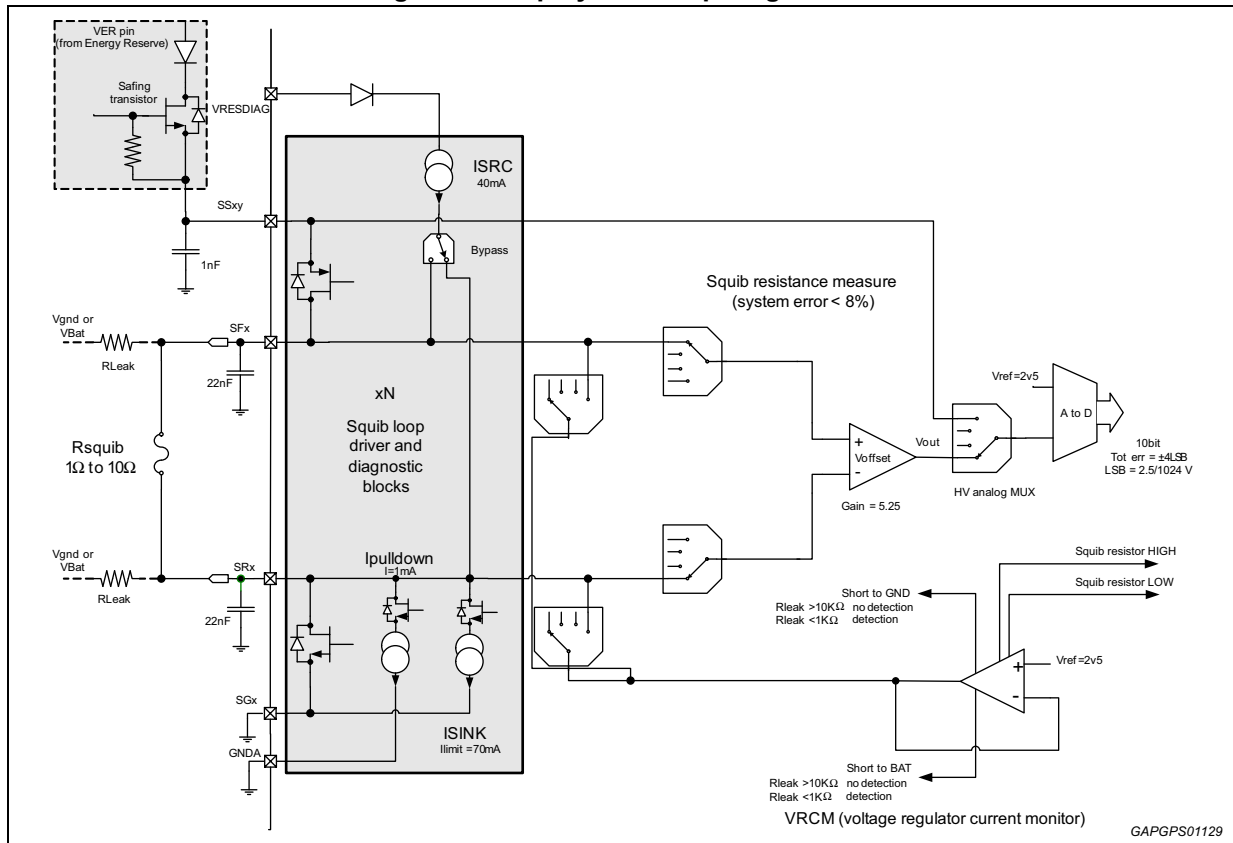 VER pin
(from Energy Reserve)
Safing
transistor
VRESDIAG
ISRC
40mA
SSxy
Bypass
1nF
Squib resistance measure
(system error < 8%)
Vgnd or
VBat
SFx
RLeak
22nF
xN
Squib loop
driver and
diagnostic
blocks
Rsquib
1Ω to 10Ω
Vref=2v5
A to D
+
Voffset
-
Vout
Gain = 5.25
HV analog MUX
10bit
Tot err = ±4LSB
LSB = 2.5/1024 V
Vgnd or
VBat
SRx
RLeak
22nF
Ipulldown
I=1mA
Squib resistor HIGH
Squib resistor LOW
Short to GND
Rleak >10KΩ no detection
Rleak <1KΩ detection
+
Vref=2v5
-
SGx
GNDA
ISINK
Ilimit =70mA
Short to BAT
Rleak >10KΩ no detection
Rleak <1KΩ detection
VRCM (voltage regulator current monitor)
GAPGPS01129